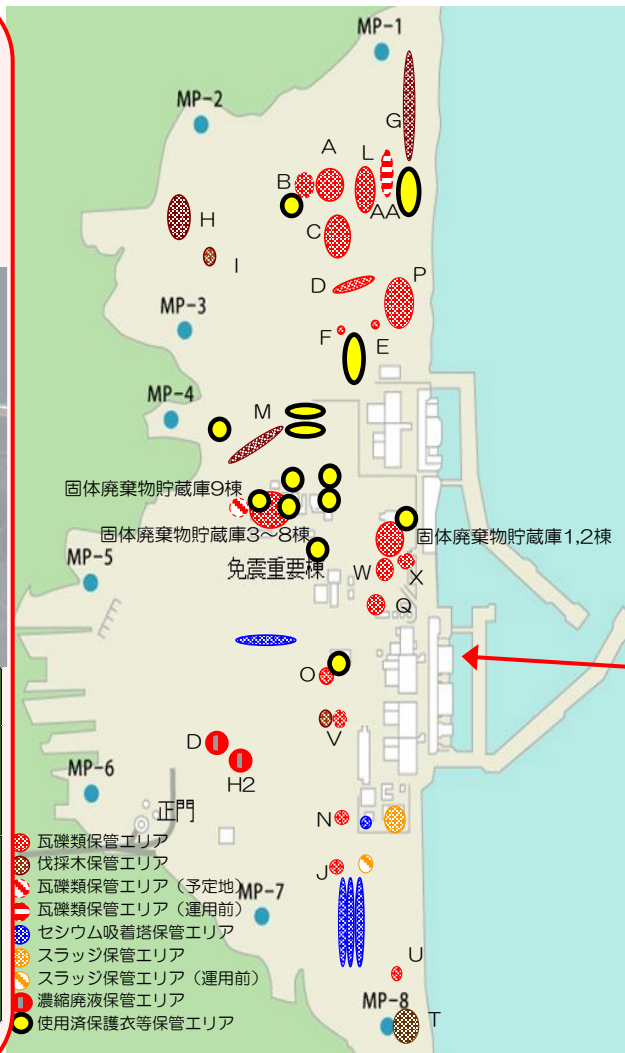 MP-1
MP-2
G
A
L
B
AA
H
C
I
D
P
MP-3
F
E
MP-4
M
固体廃棄物貯蔵庫9棟
固体廃棄物貯蔵庫3~8棟
固体廃棄物貯蔵庫1,2棟
免震重要棟
W
X
MP-5
Q
O
V
D
H2
MP-6
正門
N
瓦礫類保管エリア
伐採木保管エリア
J
瓦礫類保管エリア(予定地)
瓦礫類保管エリア(運用前)
MP-7
セシウム吸着塔保管エリア
スラッジ保管エリア
U
スラッジ保管エリア(運用前)
濃縮廃液保管エリア
MP-8
使用済保護衣等保管エリア
T